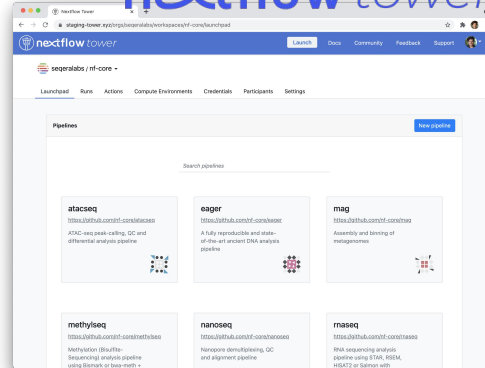 nextflow tower
Nextflow Tower
staging-tower.xyz/orgs/seqeralabs/workspaces/nf-core/launchpad
nextflow tower
Launch
Docs
Community
Feedback
Support
seqeralabs / nf-core
Launchpad
Runs
Actions
Compute Environments
Credentials
Participants
Settings
Pipelines
New pipeline
Search pipelines
atacseq
https://github.com/nf-core/atacseq
ATAC-seq peak-calling, QC and
differential analysis pipeline
eager
https://github.com/nf-core/eager
A fully reproducible and state-
of-the-art ancient DNA analysis
pipeline
mag
https://github.com/nf-core/mag
Assembly and binning of
metagenomes
methylseq
https://github.com/nf-core/methylseq
Methylation (Bisulfite-
Sequencing) analysis pipeline
using Bismark or bwa-meth +
nanoseq
https://github.com/nf-core/nanoseq
Nanopore demultiplexing, QC
and alignment pipeline
rnaseq
https://github.com/nf-core/rnaseq
RNA sequencing analysis
pipeline using STAR, RSEM,
HISAT2 or Salmon with